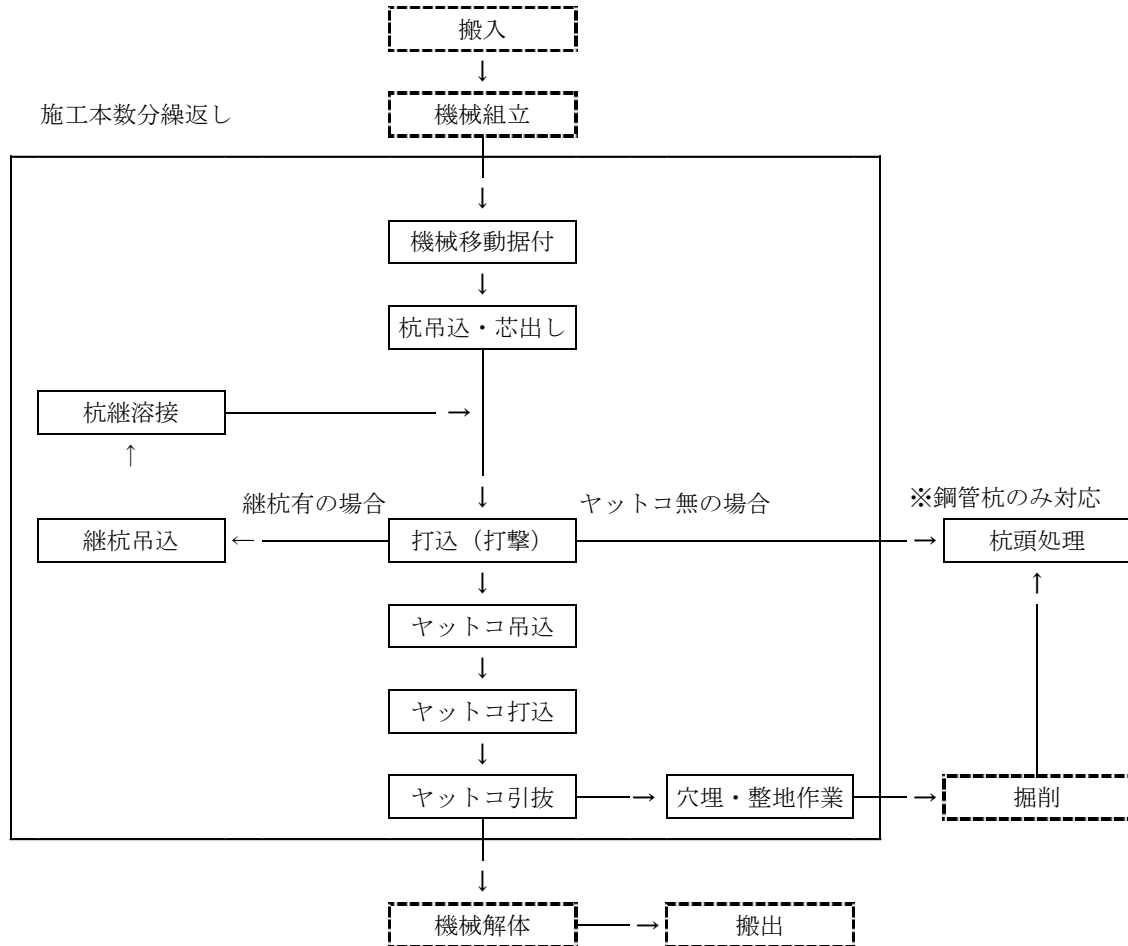 搬入
↓
施工本数分繰返し
機械組立
↓
機械移動据付
↓
杭吊込・芯出し
杭継溶接
→
↑
↓
継杭有の場合
ヤットコ無の場合
※鋼管杭のみ対応
継杭吊込
←
打込（打撃）
→
杭頭処理
↓
↑
ヤットコ吊込
↓
ヤットコ打込
↓
ヤットコ引抜
→
穴埋・整地作業
→
掘削
↓
機械解体
→
搬出